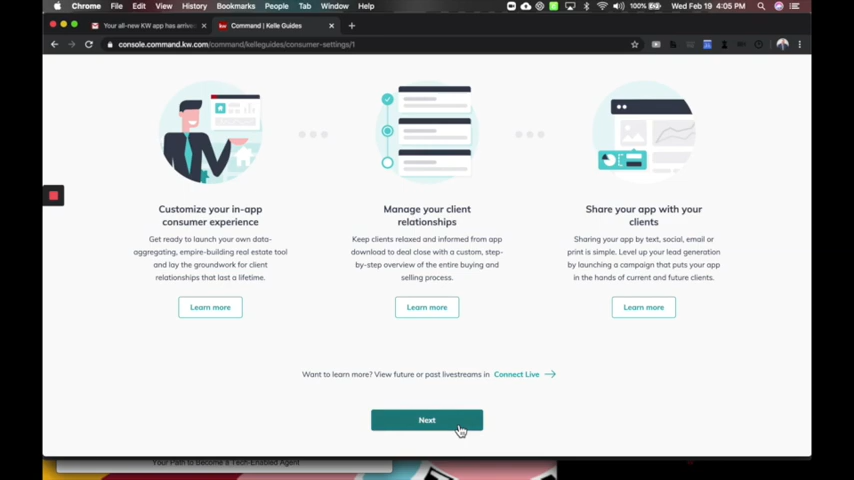 Chrome File Edit View History Bookmarks People Tab Window Help
100% Wed Feb 19 4:05 PM
Your all-new KW app has arrived
Command | Kelle Guides
console.command.kw.com/command/kelleguides/consumer-settings/1
Customize your in-app
consumer experience
Get ready to launch your own data-
aggregating, empire-building real estate tool
and lay the groundwork for client
relationships that last a lifetime.
Learn more
Manage your client
relationships
Keep clients relaxed and informed from app
download to deal close with a custom, step-
by-step overview of the entire buying and
selling process.
Learn more
Share your app with your
clients
Sharing your app by text, social, email or
print is simple. Level up your lead generation
by launching a campaign that puts your app
in the hands of current and future clients.
Learn more
Want to learn more? View future or past livestreams in Connect Live
Next
Your Path to Become a Tech-Enabled Agent